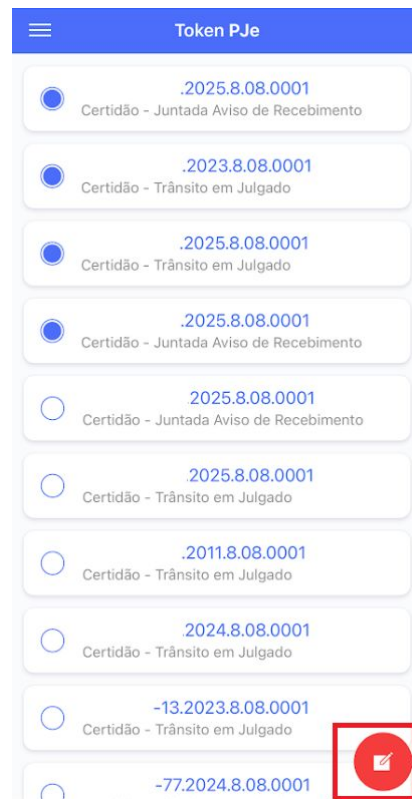 Token PJe
.2025.8.08.0001
Certidão - Juntada Aviso de Recebimento
.2023.8.08.0001
Certidão - Trânsito em Julgado
.2025.8.08.0001
Certidão - Trânsito em Julgado
.2025.8.08.0001
Certidão - Juntada Aviso de Recebimento
2025.8.08.0001
Certidão - Juntada Aviso de Recebimento
.2025.8.08.0001
Certidão - Trânsito em Julgado
.2011.8.08.0001
Certidão - Trânsito em Julgado
.2024.8.08.0001
Certidão - Trânsito em Julgado
-13.2023.8.08.0001
Certidão - Trânsito em Julgado
-77.2024.8.08.0001